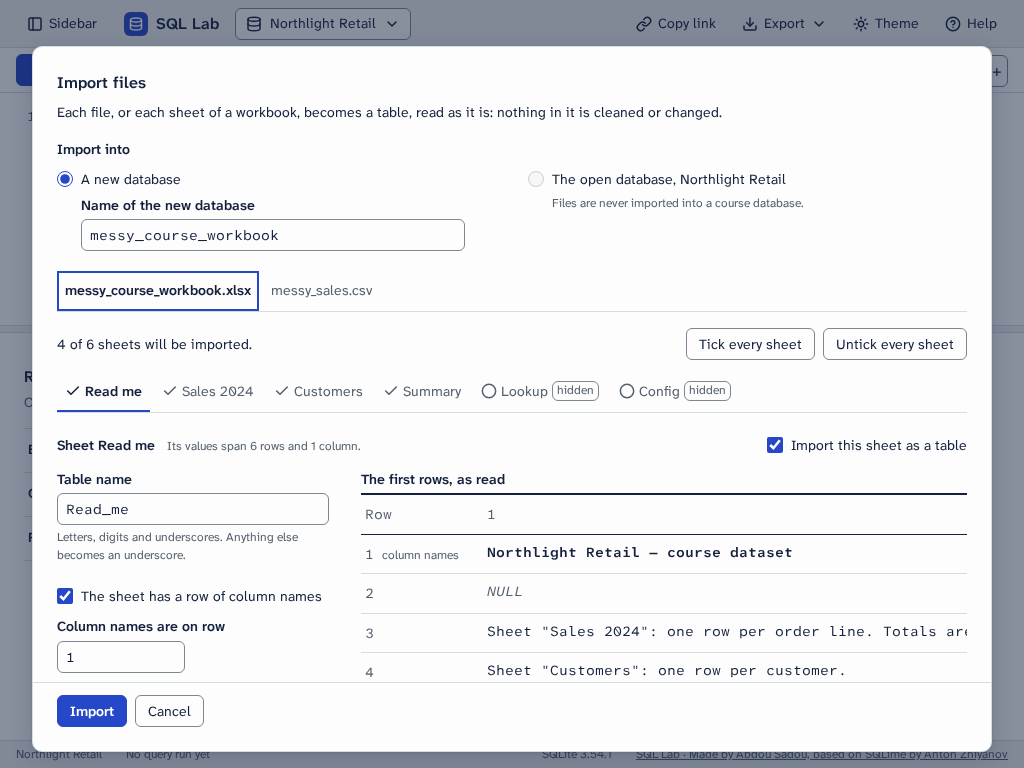 Sidebar
SQL Lab
Northlight Retail
Copy link
Export
Theme
Help
Import files
Each file, or each sheet of a workbook, becomes a table, read as it is: nothing in it is cleaned or changed.
Import into
A new database
The open database, Northlight Retail
Files are never imported into a course database.
Name of the new database
messy_course_workbook
messy_course_workbook.xlsx
messy_sales.csv
4 of 6 sheets will be imported.
Tick every sheet
Untick every sheet
Read me
Sales 2024
Customers
Summary
Lookup hidden
Config hidden
Sheet Read me Its values span 6 rows and 1 column.
Import this sheet as a table
Table name
Read_me
Letters, digits and underscores. Anything else
becomes an underscore.
The sheet has a row of column names
Column names are on row
1
The first rows, as read
Row 1
1 column names Northlight Retail — course dataset
2 NULL
3 Sheet "Sales 2024": one row per order line. Totals are
4 Sheet "Customers": one row per customer.
Import
Cancel
Northlight Retail
No query run yet
SQLite 3.54.1
SQL Lab · Made by Abdou Sadou, based on SQLime by Anton Zhiyanov